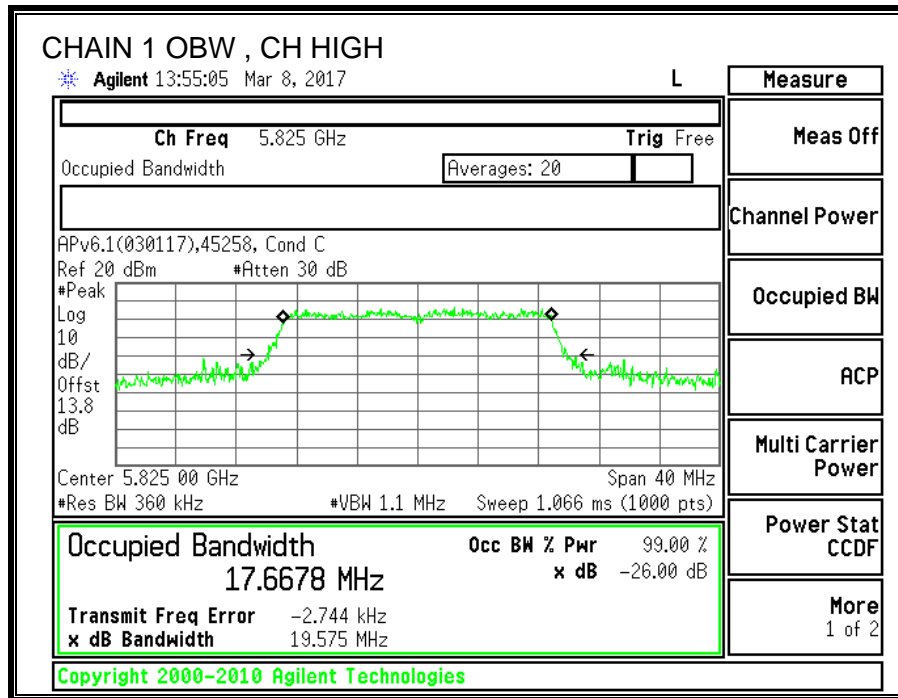 CHAIN 1 OBW , CH HIGH
Agilent 13:55:05 Mar 8, 2017 L
Measure
Ch Freq 5.825 GHz Trig Free
Meas Off
Occupied Bandwidth Averages: 20
Channel Power
APv6.1(030117),45258, Cond C
Ref 20 dBm #Atten 30 dB
#Peak
Log
10
dB/
Offst
13.8
dB
Occupied BW
ACP
Multi Carrier
Power
Center 5.825 00 GHz Span 40 MHz
#Res BW 360 kHz #VBW 1.1 MHz Sweep 1.066 ms (1000 pts)
Power Stat
CCDF
Occupied Bandwidth Occ BW % Pwr 99.00 %
17.6678 MHz x dB -26.00 dB
Transmit Freq Error -2.744 kHz
x dB Bandwidth 19.575 MHz
More
1 of 2
Copyright 2000-2010 Agilent Technologies